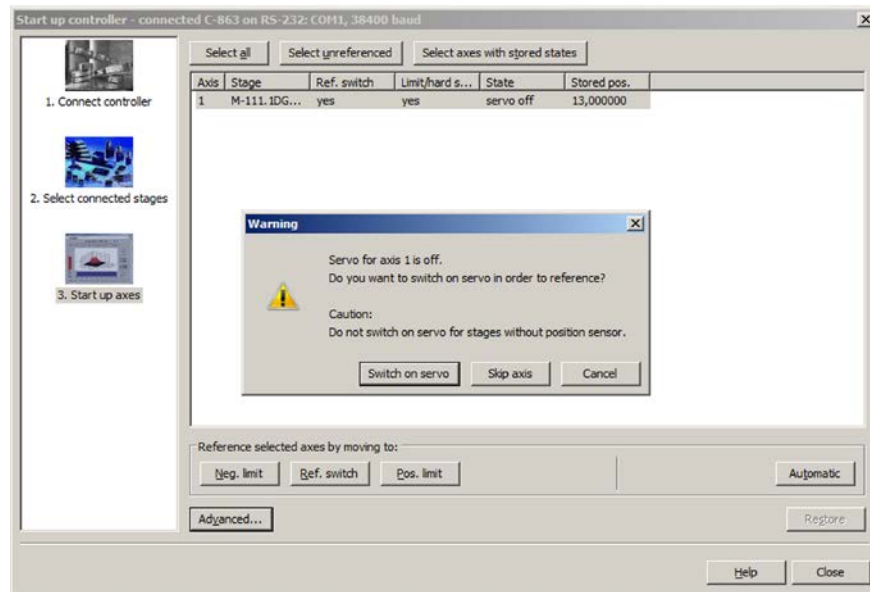 Start up controller - connected C-863 on RS-232: COM1, 38400 baud
Select all Select unreferenced Select axes with stored states
Axis Stage Ref. switch Limit/hard s... State Stored pos.
1 M-111.1DG... yes yes servo off 13,000000
1. Connect controller
2. Select connected stages
3. Start up axes
Warning
Servo for axis 1 is off.
Do you want to switch on servo in order to reference?
Caution:
Do not switch on servo for stages without position sensor.
Switch on servo Skip axis Cancel
Reference selected axes by moving to:
Neg. limit Ref. switch Pos. limit Automatic
Advanced... Restore
Help Close